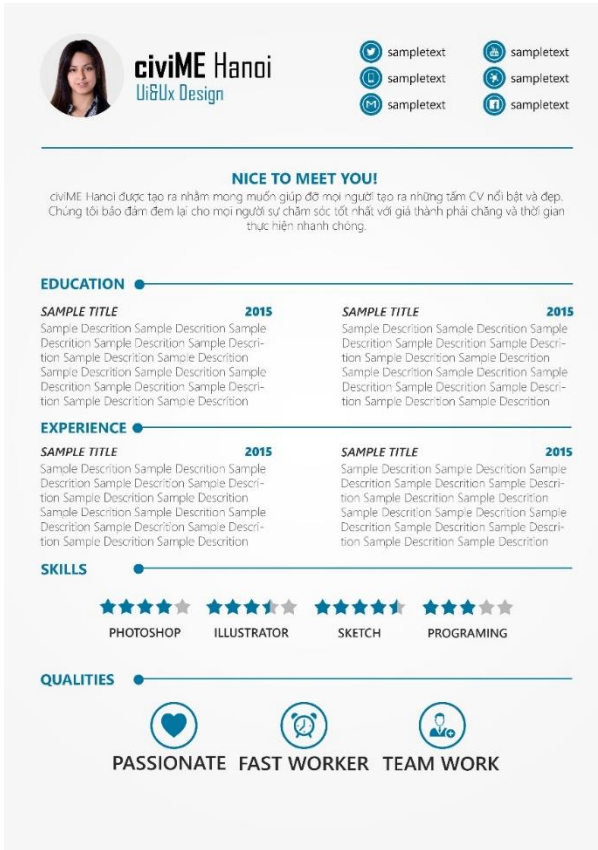 civiME Hanoi
Ui&Ux Design
sampletext
sampletext
sampletext
sampletext
sampletext
sampletext
NICE TO MEET YOU!
civiME Hanoi được tạo ra nhằm mong muốn giúp đỡ mọi người tạo ra những tấm CV nổi bật và đẹp.
Chúng tôi bảo đảm đem lại cho mọi người sự chăm sóc tốt nhất với giá thành phải chăng và thời gian
thực hiện nhanh chóng.
EDUCATION
SAMPLE TITLE 2015
Sample Descrition Sample Descrition Sample
Descrition Sample Descrition Sample Descri-
tion Sample Descrition Sample Descrition
Sample Descrition Sample Descrition Sample
Descrition Sample Descrition Sample Descri-
tion Sample Descrition Sample Descrition
SAMPLE TITLE 2015
Sample Descrition Sample Descrition Sample
Descrition Sample Descrition Sample Descri-
tion Sample Descrition Sample Descrition
Sample Descrition Sample Descrition Sample
Descrition Sample Descrition Sample Descri-
tion Sample Descrition Sample Descrition
EXPERIENCE
SAMPLE TITLE 2015
Sample Descrition Sample Descrition Sample
Descrition Sample Descrition Sample Descri-
tion Sample Descrition Sample Descrition
Sample Descrition Sample Descrition Sample
Descrition Sample Descrition Sample Descri-
tion Sample Descrition Sample Descrition
SAMPLE TITLE 2015
Sample Descrition Sample Descrition Sample
Descrition Sample Descrition Sample Descri-
tion Sample Descrition Sample Descrition
Sample Descrition Sample Descrition Sample
Descrition Sample Descrition Sample Descri-
tion Sample Descrition Sample Descrition
SKILLS
PHOTOSHOP ILLUSTRATOR SKETCH PROGRAMING
QUALITIES
PASSIONATE FAST WORKER TEAM WORK